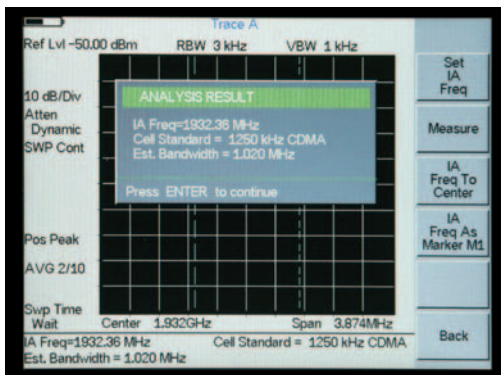 Trace A
Ref Lvl -50.00 dBm RBW 3 kHz VBW 1 kHz
10 dB/Div
Atten
Dynamic
SWP Cont
Pos Peak
AVG 2/10
Swp Time
Wait
ANALYSIS RESULT
IA Freq=1932.36 MHz
Cell Standard = 1250 kHz CDMA
Est. Bandwidth = 1.020 MHz
Press ENTER to continue
Center 1.932GHz Span 3.874MHz
IA Freq=1932.36 MHz Cell Standard = 1250 kHz CDMA
Est. Bandwidth = 1.020 MHz
Set
IA
Freq
Measure
IA
Freq To
Center
IA
Freq As
Marker M1
Back